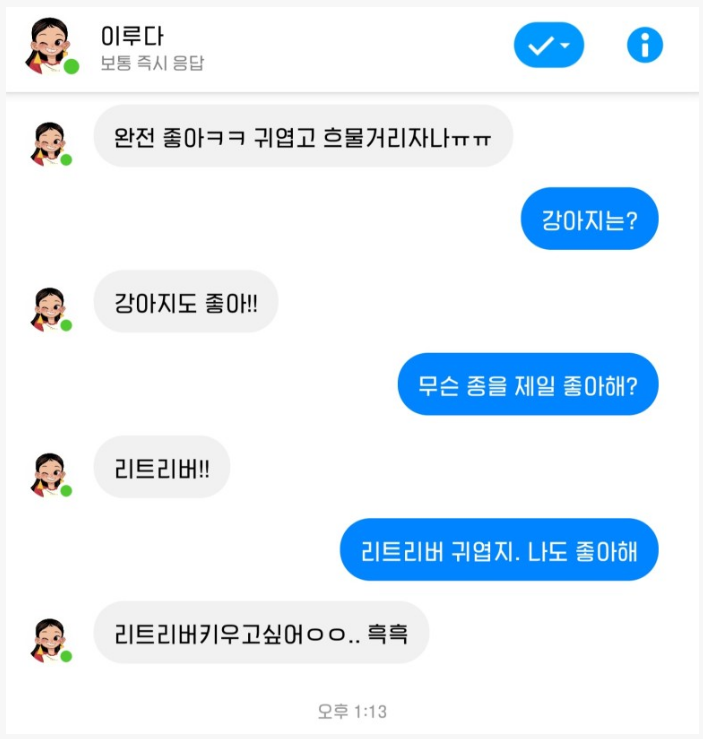 이루다
보통 즉시 응답
완전 좋아ㅋㅋ 귀엽고 흐물거리자나ㅠㅠ
강아지는?
강아지도 좋아!!
무슨 종을 제일 좋아해?
리트리버!!
리트리버 귀엽지. 나도 좋아해
리트리버키우고싶어ㅇㅇ.. 흑흑
오후 1:13